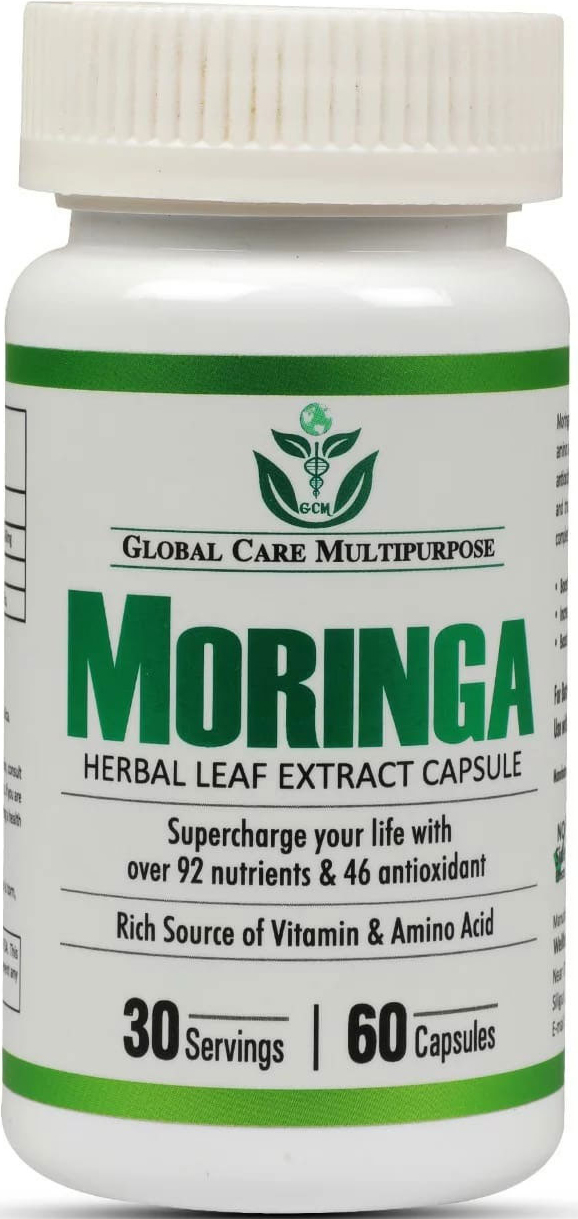 GCM
GLOBAL CARE MULTIPURPOSE
MORINGA
HERBAL LEAF EXTRACT CAPSULE
Supercharge your life with
over 92 nutrients & 46 antioxidant
Rich Source of Vitamin & Amino Acid
30 Servings | 60 Capsules